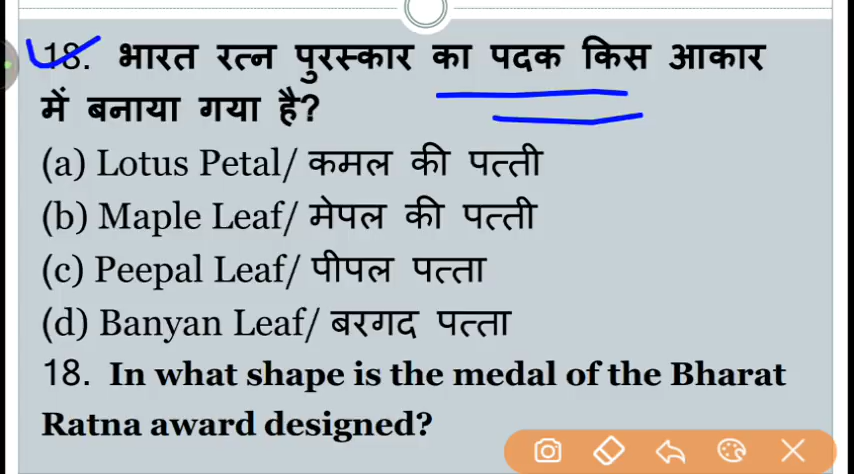 18. भारत रत्न पुरस्कार का पदक किस आकार
में बनाया गया है?
(a) Lotus Petal/ कमल की पत्ती
(b) Maple Leaf/ मेपल की पत्ती
(c) Peepal Leaf/ पीपल पत्ता
(d) Banyan Leaf/ बरगद पत्ता
18. In what shape is the medal of the Bharat
Ratna award designed?